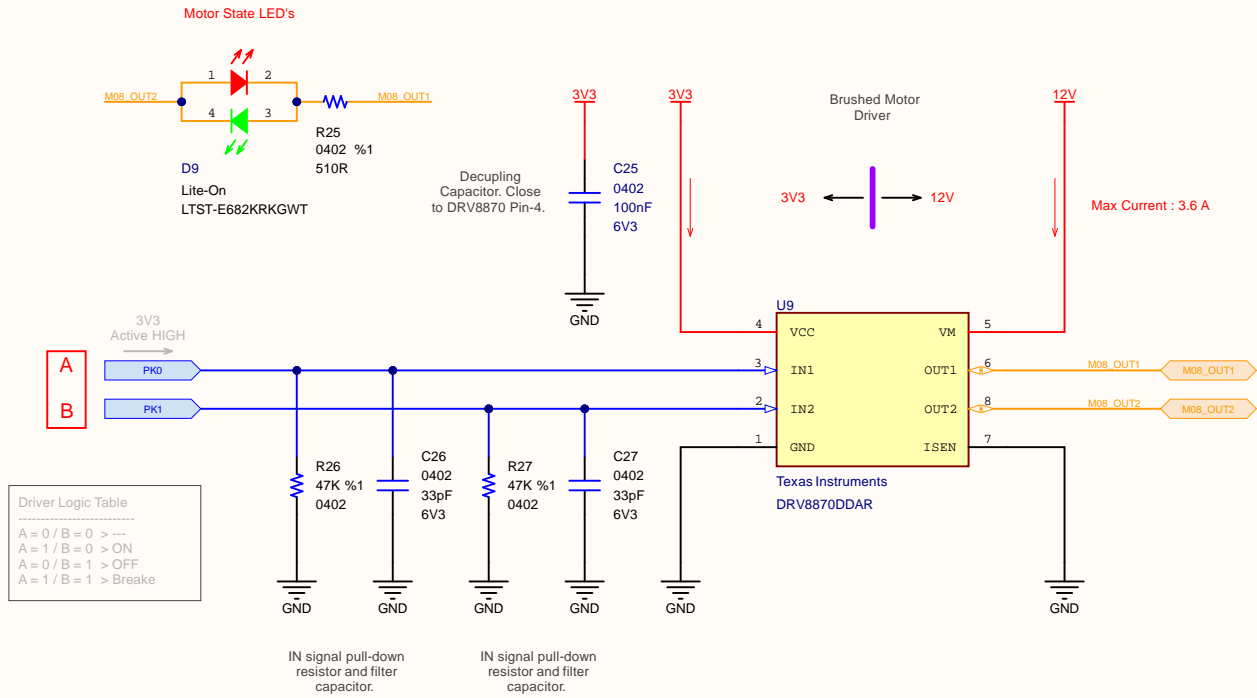 Motor State LED's
1
2
M08_OUT2
M08_OUT1
4
3
R25
0402 %1
510R
D9
Lite-On
LTST-E682KRKGWT
3V3
Decupling
Capacitor. Close
to DRV8870 Pin-4.
C25
0402
100nF
6V3
GND
3V3
Brushed Motor
Driver
3V3
12V
12V
Max Current : 3.6 A
3V3
Active HIGH
A
PK0
B
PK1
U9
4
VCC
VM
5
3
IN1
OUT1
6
M08_OUT1
M08_OUT1
2
IN2
OUT2
8
M08_OUT2
M08_OUT2
1
GND
ISEN
7
Texas Instruments
DRV8870DDAR
R26
47K %1
0402
C26
0402
33pF
6V3
R27
47K %1
0402
C27
0402
33pF
6V3
Driver Logic Table
--------------------------
A = 0 / B = 0 > ---
A = 1 / B = 0 > ON
A = 0 / B = 1 > OFF
A = 1 / B = 1 > Breake
GND
GND
GND
GND
GND
GND
IN signal pull-down
resistor and filter
capacitor.
IN signal pull-down
resistor and filter
capacitor.